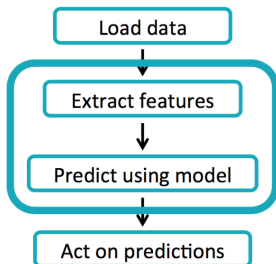 Load data
Extract features
Predict using model
Act on predictions